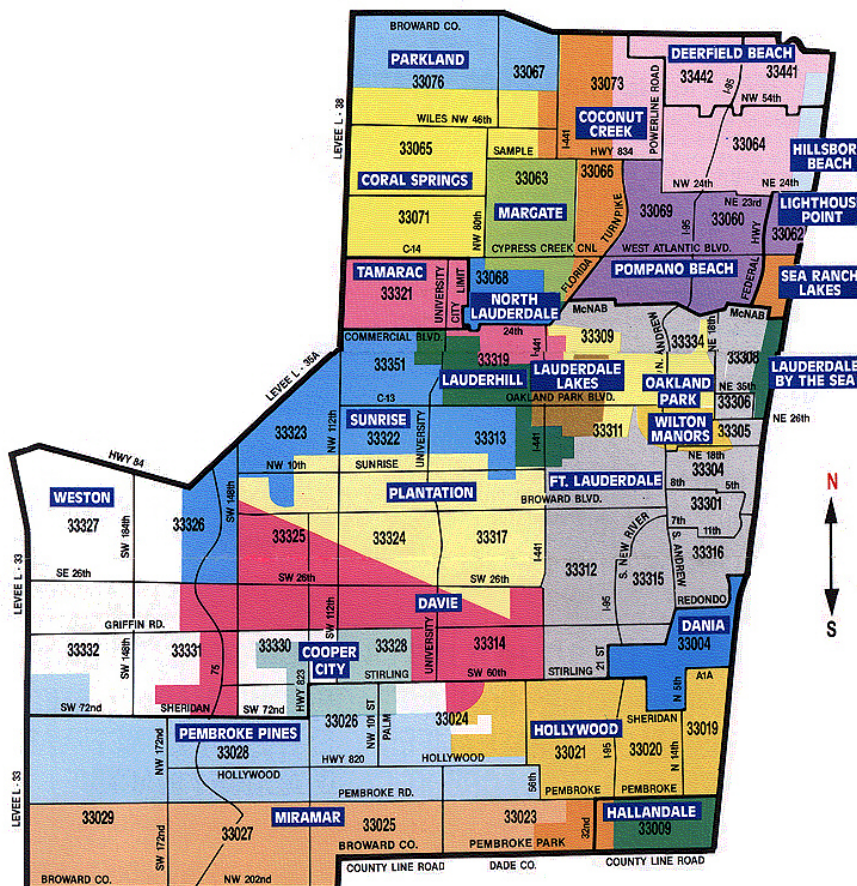 BROWARD CO.
PARKLAND
33076
33067
33073
DEERFIELD BEACH
33442
33441
I-95
NW 54th
POWERLINE ROAD
COCONUT
CREEK
LEVEE L - 38
WILES NW 46th
I-441
SAMPLE
HWY 834
33065
33064
HILLSBORO
BEACH
CORAL SPRINGS
33063
33066
NW 24th
NE 24th
NE 23rd
LIGHTHOUSE
POINT
33071
NW 80th
MARGATE
TURNPIKE
33069
I-95
33060
HWY
33062
C-14
CYPRESS CREEK CNL
WEST ATLANTIC BLVD.
TAMARAC
33321
UNIVERSITY
CITY
LIMIT
33068
NORTH
LAUDERDALE
FLORIDA
POMPANO BEACH
FEDERAL
SEA RANCH
LAKES
McNAB
McNAB
COMMERCIAL BLVD.
24th
I-441
33309
N. ANDREW
33334
NE 18th
33308
33351
33319
LAUDERHILL
LAUDERDALE
LAKES
OAKLAND
PARK
NE 35th
LAUDERDALE
BY THE SEA
LEVEE L - 35A
C-13
OAKLAND PARK BLVD.
33306
NW 112th
SUNRISE
33323
33322
UNIVERSITY
33313
I-441
33311
WILTON
MANORS
33305
NE 26th
NW 10th
SUNRISE
NE 18th
33304
HWY 84
WESTON
SW 148th
PLANTATION
FT. LAUDERDALE
BROWARD BLVD.
8th
5th
33301
33327
SW 184th
33326
33325
33324
33317
I-441
7th
11th
S. NEW RIVER
S. ANDREW
33316
LEVEE L - 33
SE 26th
SW 26th
SW 26th
33312
I-95
33315
REDONDO
N
S
GRIFFIN RD.
SW 112th
DAVIE
DANIA
33004
33332
SW 148th
33331
75
33330
HWY 823
COOPER
CITY
33328
STIRLING
UNIVERSITY
33314
SW 60th
STIRLING
21 ST
A1A
SW 72nd
SHERIDAN
SW 72nd
N 5th
NW 172nd
PEMBROKE PINES
33028
33026
NW 101 ST
PALM
33024
HOLLYWOOD
33021
I-95
SHERIDAN
33020
N 14th
33019
HWY 820
HOLLYWOOD
HOLLYWOOD
PEMBROKE RD.
56th
PEMBROKE
PEMBROKE
LEVEE L - 33
33029
SW 172nd
33027
MIRAMAR
33025
33023
32nd
HALLANDALE
33009
BROWARD CO.
PEMBROKE PARK
BROWARD CO.
NW 202nd
COUNTY LINE ROAD
DADE CO.
COUNTY LINE ROAD